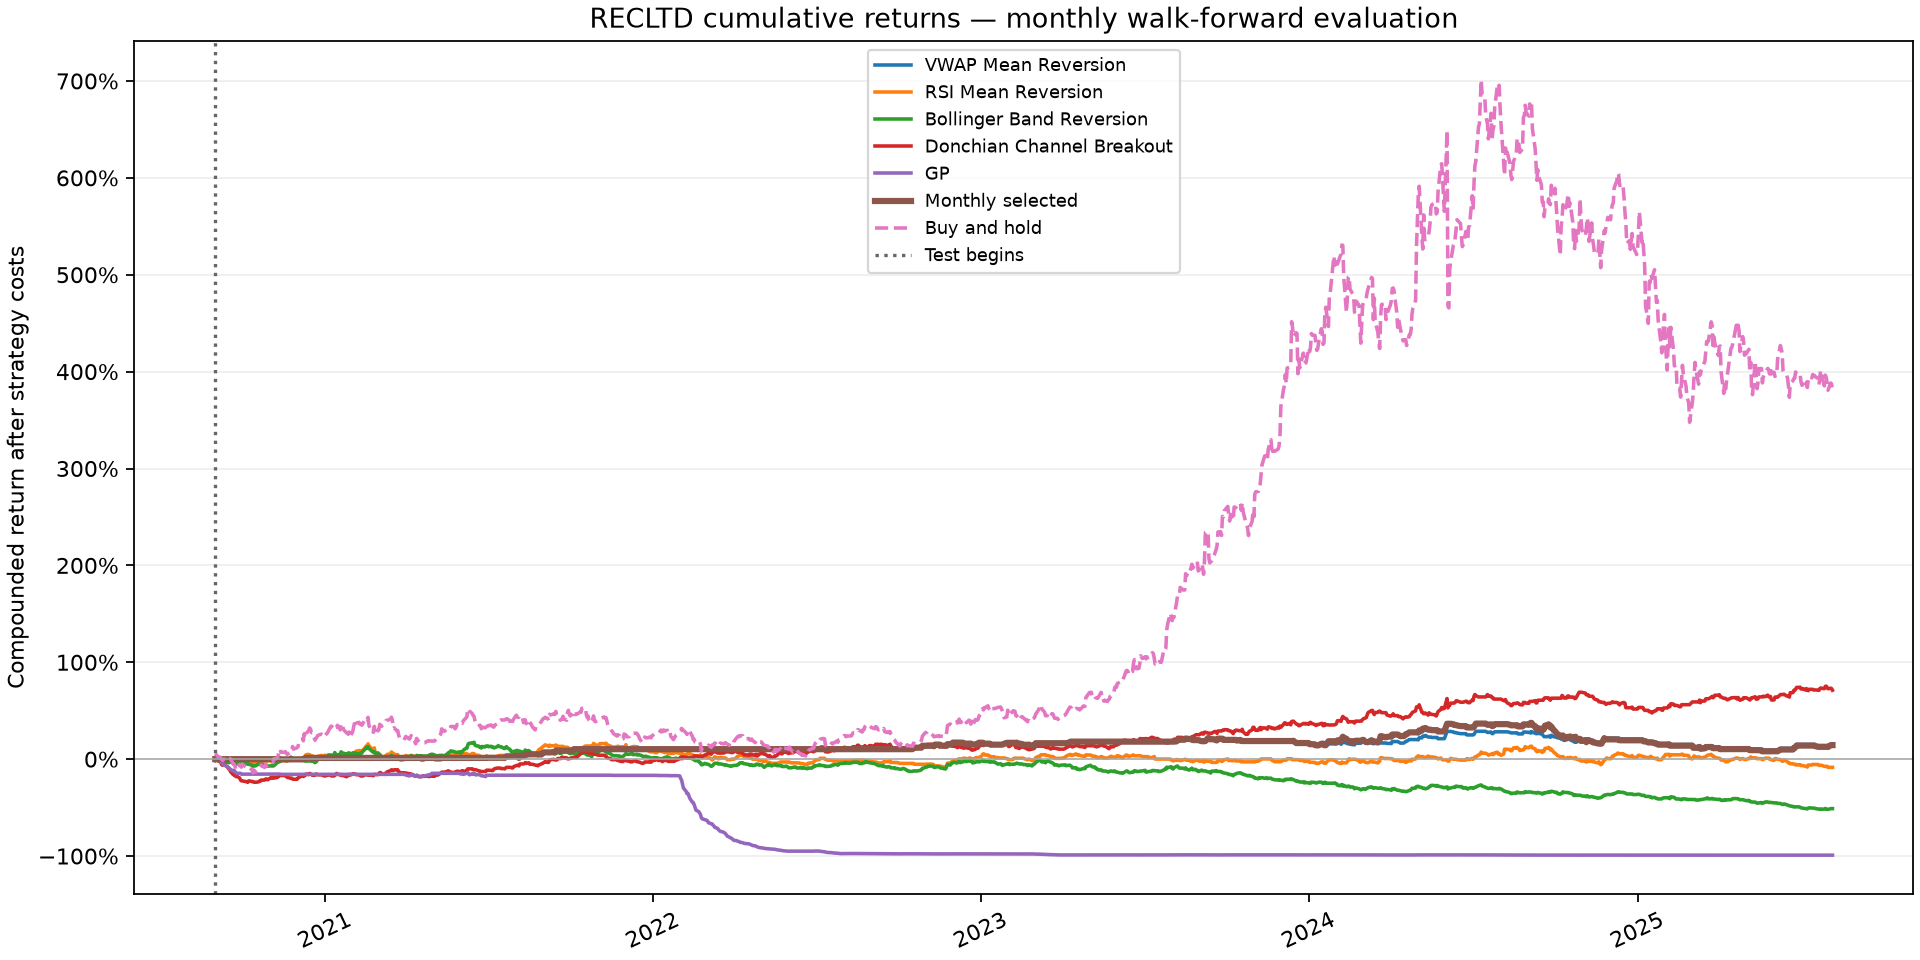 RECLTD cumulative returns — monthly walk-forward evaluation
VWAP Mean Reversion
RSI Mean Reversion
Bollinger Band Reversion
Donchian Channel Breakout
GP
Monthly selected
Buy and hold
Test begins
Compounded return after strategy costs
700%
600%
500%
400%
300%
200%
100%
0%
−100%
2021
2022
2023
2024
2025